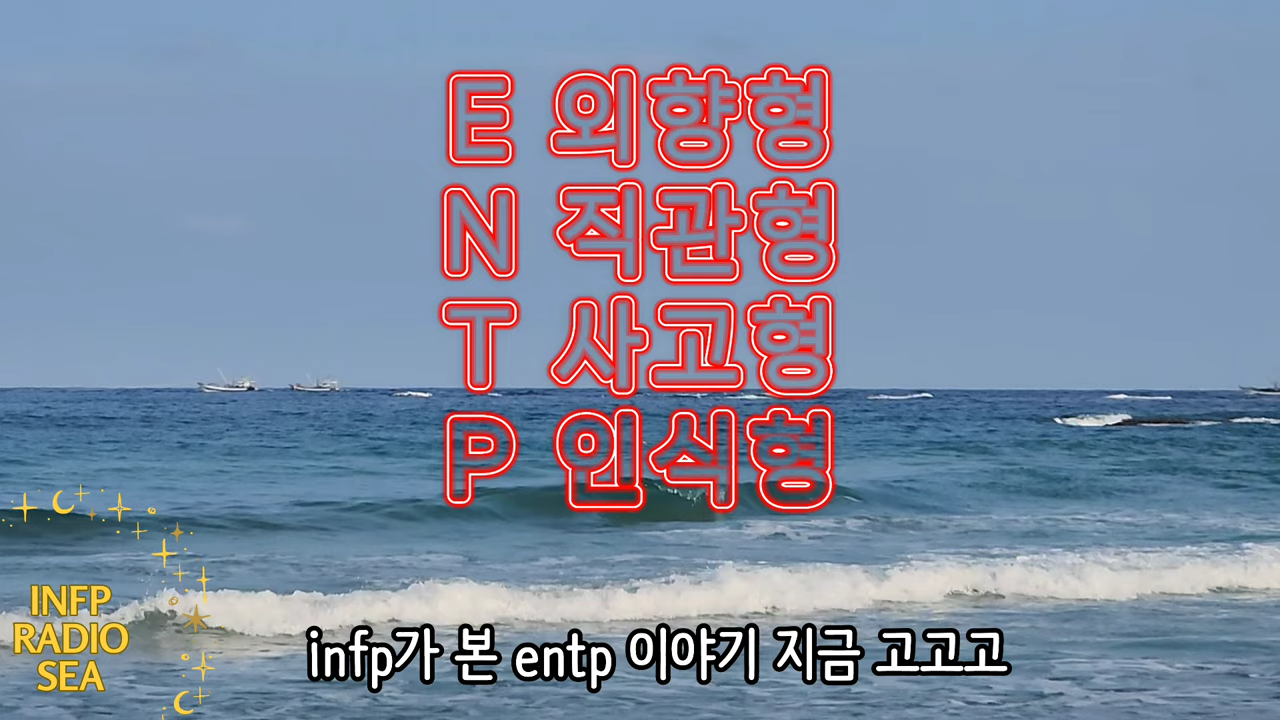 E 외향형
N 직관형
T 사고형
P 인식형
INFP
RADIO
SEA
infp가 본 entp 이야기 지금 고고고